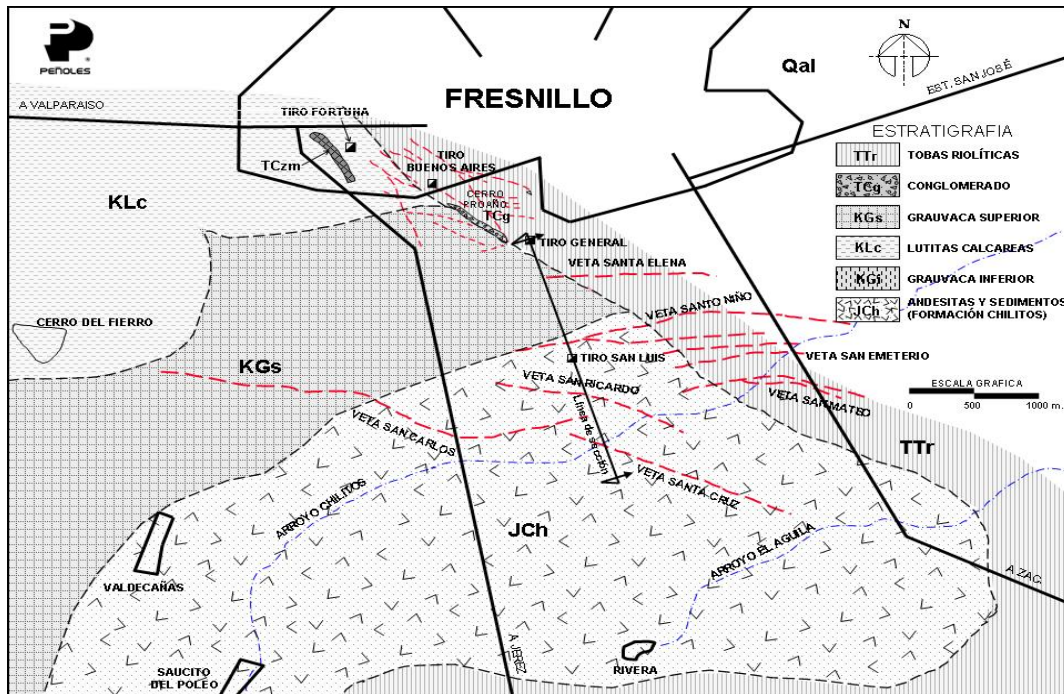 PEÑOLES
N
Qal
EST. SAN JOSÉ
FRESNILLO
A VALPARAISO
TIRO FORTUNA
TCzm
TIRO
BUENOS AIRES
CERRO
PROAÑO
TCg
TIRO GENERAL
ESTRATIGRAFIA
TTr TOBAS RIOLÍTICAS
TCg CONGLOMERADO
KGs GRAUVACA SUPERIOR
KLc LUTITAS CALCAREAS
KGi GRAUVACA INFERIOR
JCh ANDESITAS Y SEDIMENTOS
(FORMACIÓN CHILITOS)
KLc
VETA SANTA ELENA
VETA SANTO NIÑO
CERRO DEL FIERRO
KGs
TIRO SAN LUIS
VETA SAN EMETERIO
VETA SAN RICARDO
VETA SAN MATEO
ESCALA GRAFICA
0 500 1000 m.
VETA SAN CARLOS
Línea de sección
TTr
VETA SANTA CRUZ
ARROYO CHILITOS
JCh
ARROYO EL AGUILA
VALDECAÑAS
A ZAC.
A JEREZ
RIVERA
SAUCITO
DEL POLEO